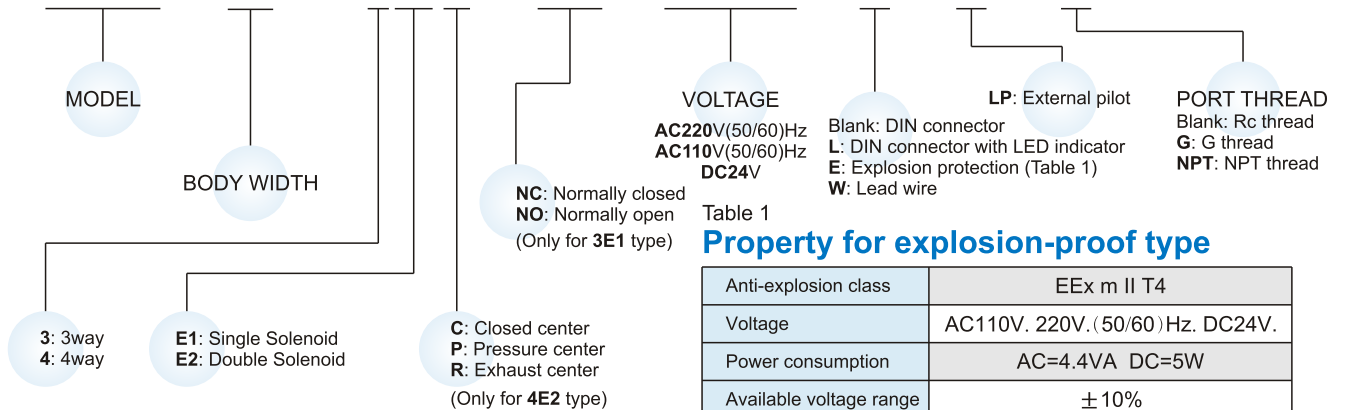 MODEL
BODY WIDTH
3: 3way
4: 4way
E1: Single Solenoid
E2: Double Solenoid
C: Closed center
P: Pressure center
R: Exhaust center
(Only for 4E2 type)
NC: Normally closed
NO: Normally open
(Only for 3E1 type)
VOLTAGE
AC220V(50/60)Hz
AC110V(50/60)Hz
DC24V
Blank: DIN connector
L: DIN connector with LED indicator
E: Explosion protection (Table 1)
W: Lead wire
LP: External pilot
PORT THREAD
Blank: Rc thread
G: G thread
NPT: NPT thread
Table 1
Property for explosion-proof type
Anti-explosion class EEx m II T4
Voltage AC110V. 220V.(50/60)Hz. DC24V.
Power consumption AC=4.4VA DC=5W
Available voltage range ±10%